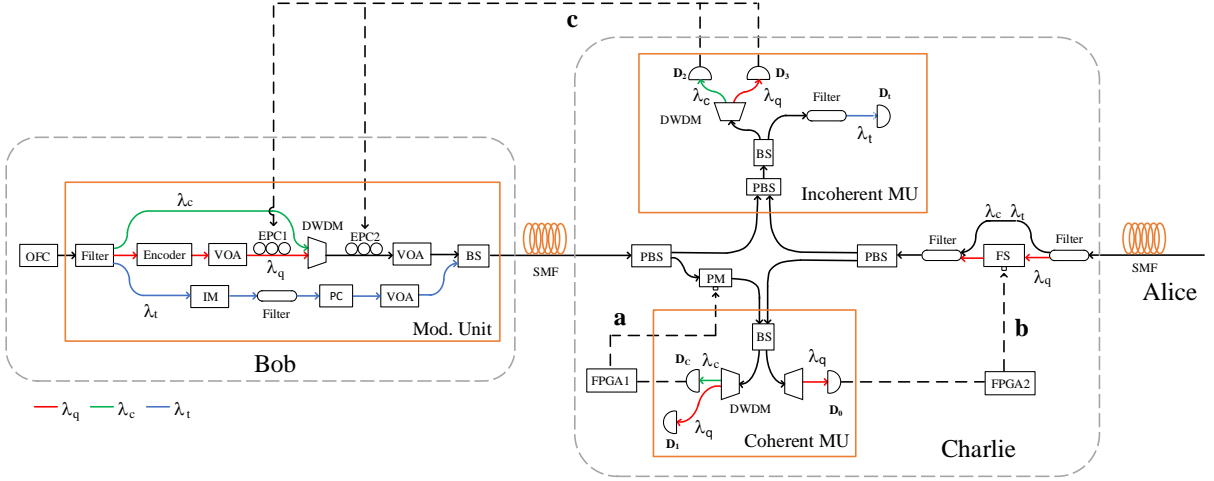 c
D₂
D₃
λc
λq
DWDM
Filter
Dt
λt
BS
PBS
Incoherent MU
λc
EPC1
DWDM
EPC2
OFC
Filter
Encoder
VOA
λq
VOA
BS
λt
IM
Filter
PC
VOA
Mod. Unit
Bob
SMF
PBS
PM
PBS
λc
λt
Filter
Filter
FS
λq
SMF
Alice
a
b
BS
FPGA1
DC
λc
λq
DWDM
D₀
D₁
λq
Coherent MU
FPGA2
Charlie
λq
λc
λt